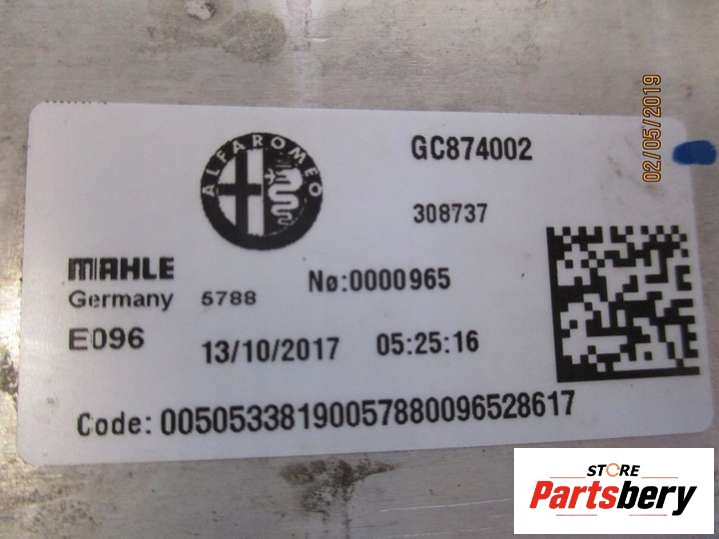 ALFA ROMEO
GC874002
308737
MAHLE
Germany 5788 Nø:0000965
E096 13/10/2017 05:25:16
Code: 00505338190057880096528617
02/05/2019
STORE
Partsbery